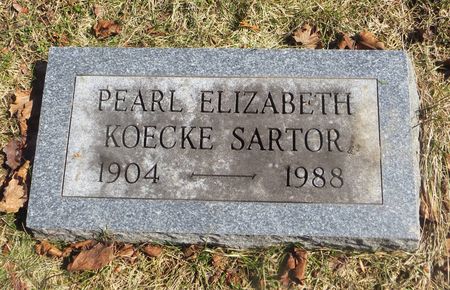 PEARL ELIZABETH
KOECKE SARTOR
1904 — 1988